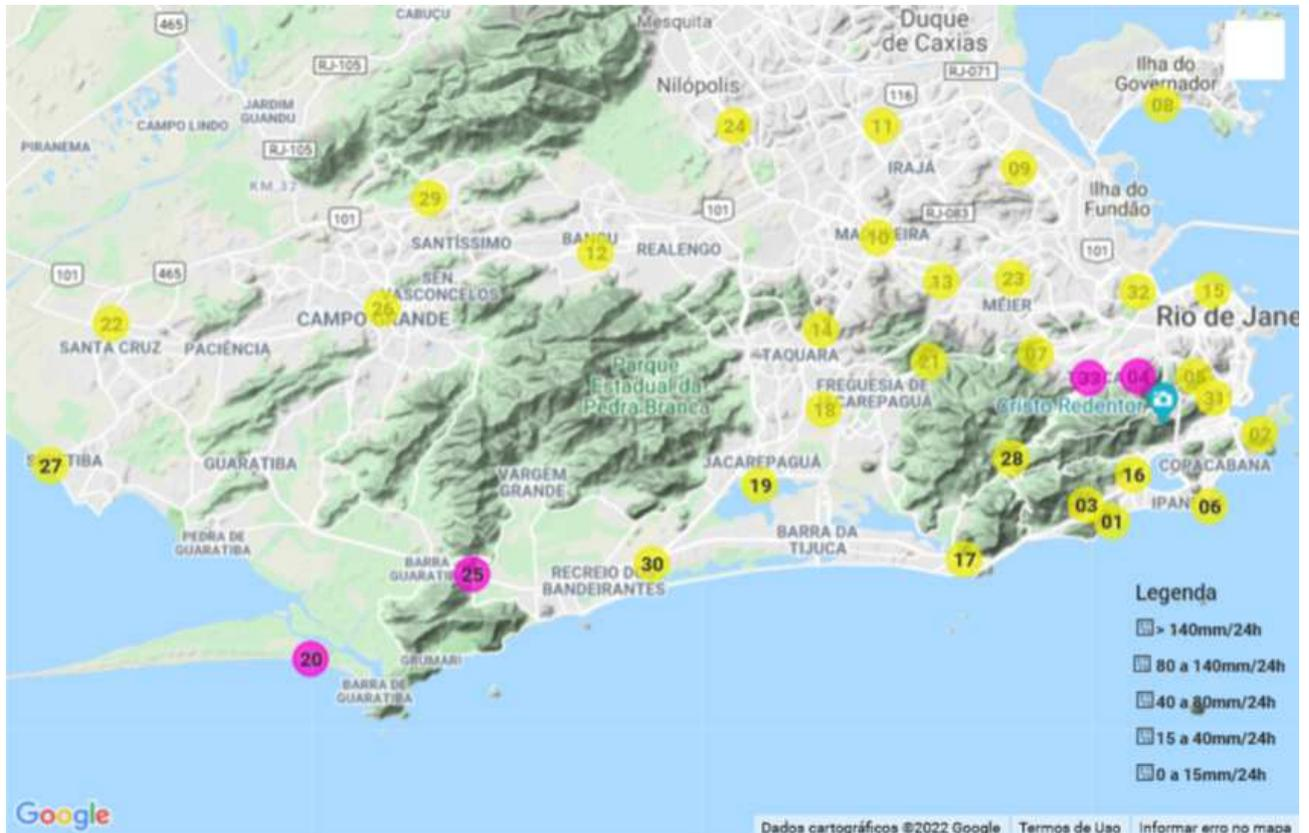 465
CABUÇU
Mesquita
Duque
de Caxias
RJ-105
RJ-071
Ilha do
Governador
Nilópolis
116
08
JARDIM
GUANDU
CAMPO LINDO
24
11
PIRANEMA
RJ-105
IRAJÁ
09
KM 32
29
Ilha do
Fundão
101
101
RJ-083
SANTÍSSIMO
BANGU
REALENGO
10
12
101
101
465
SEN
VASCONCELOS
13
23
32
15
MÉIER
26
CAMPO GRANDE
22
Rio de Jane
SANTA CRUZ
PACIÊNCIA
14
TAQUARA
07
21
Parque
Estadual da
Pedra Branca
33
04
05
FREGUESIA DE
JACAREPAGUÁ
18
Cristo Redentor
31
02
27
GUARATIBA
28
JACAREPAGUÁ
COPACABANA
VARGEM
GRANDE
19
16
03
01
06
PEDRA DE
GUARATIBA
BARRA DA
TIJUCA
17
BARRA
GUARATIB
25
30
RECREIO DOS
BANDEIRANTES
20
GRUMARI
BARRA DE
GUARATIBA
Legenda
> 140mm/24h
80 a 140mm/24h
40 a 80mm/24h
15 a 40mm/24h
0 a 15mm/24h
Google
Dados cartográficos ©2022 Google
Termos de Uso
Informar erro no mapa